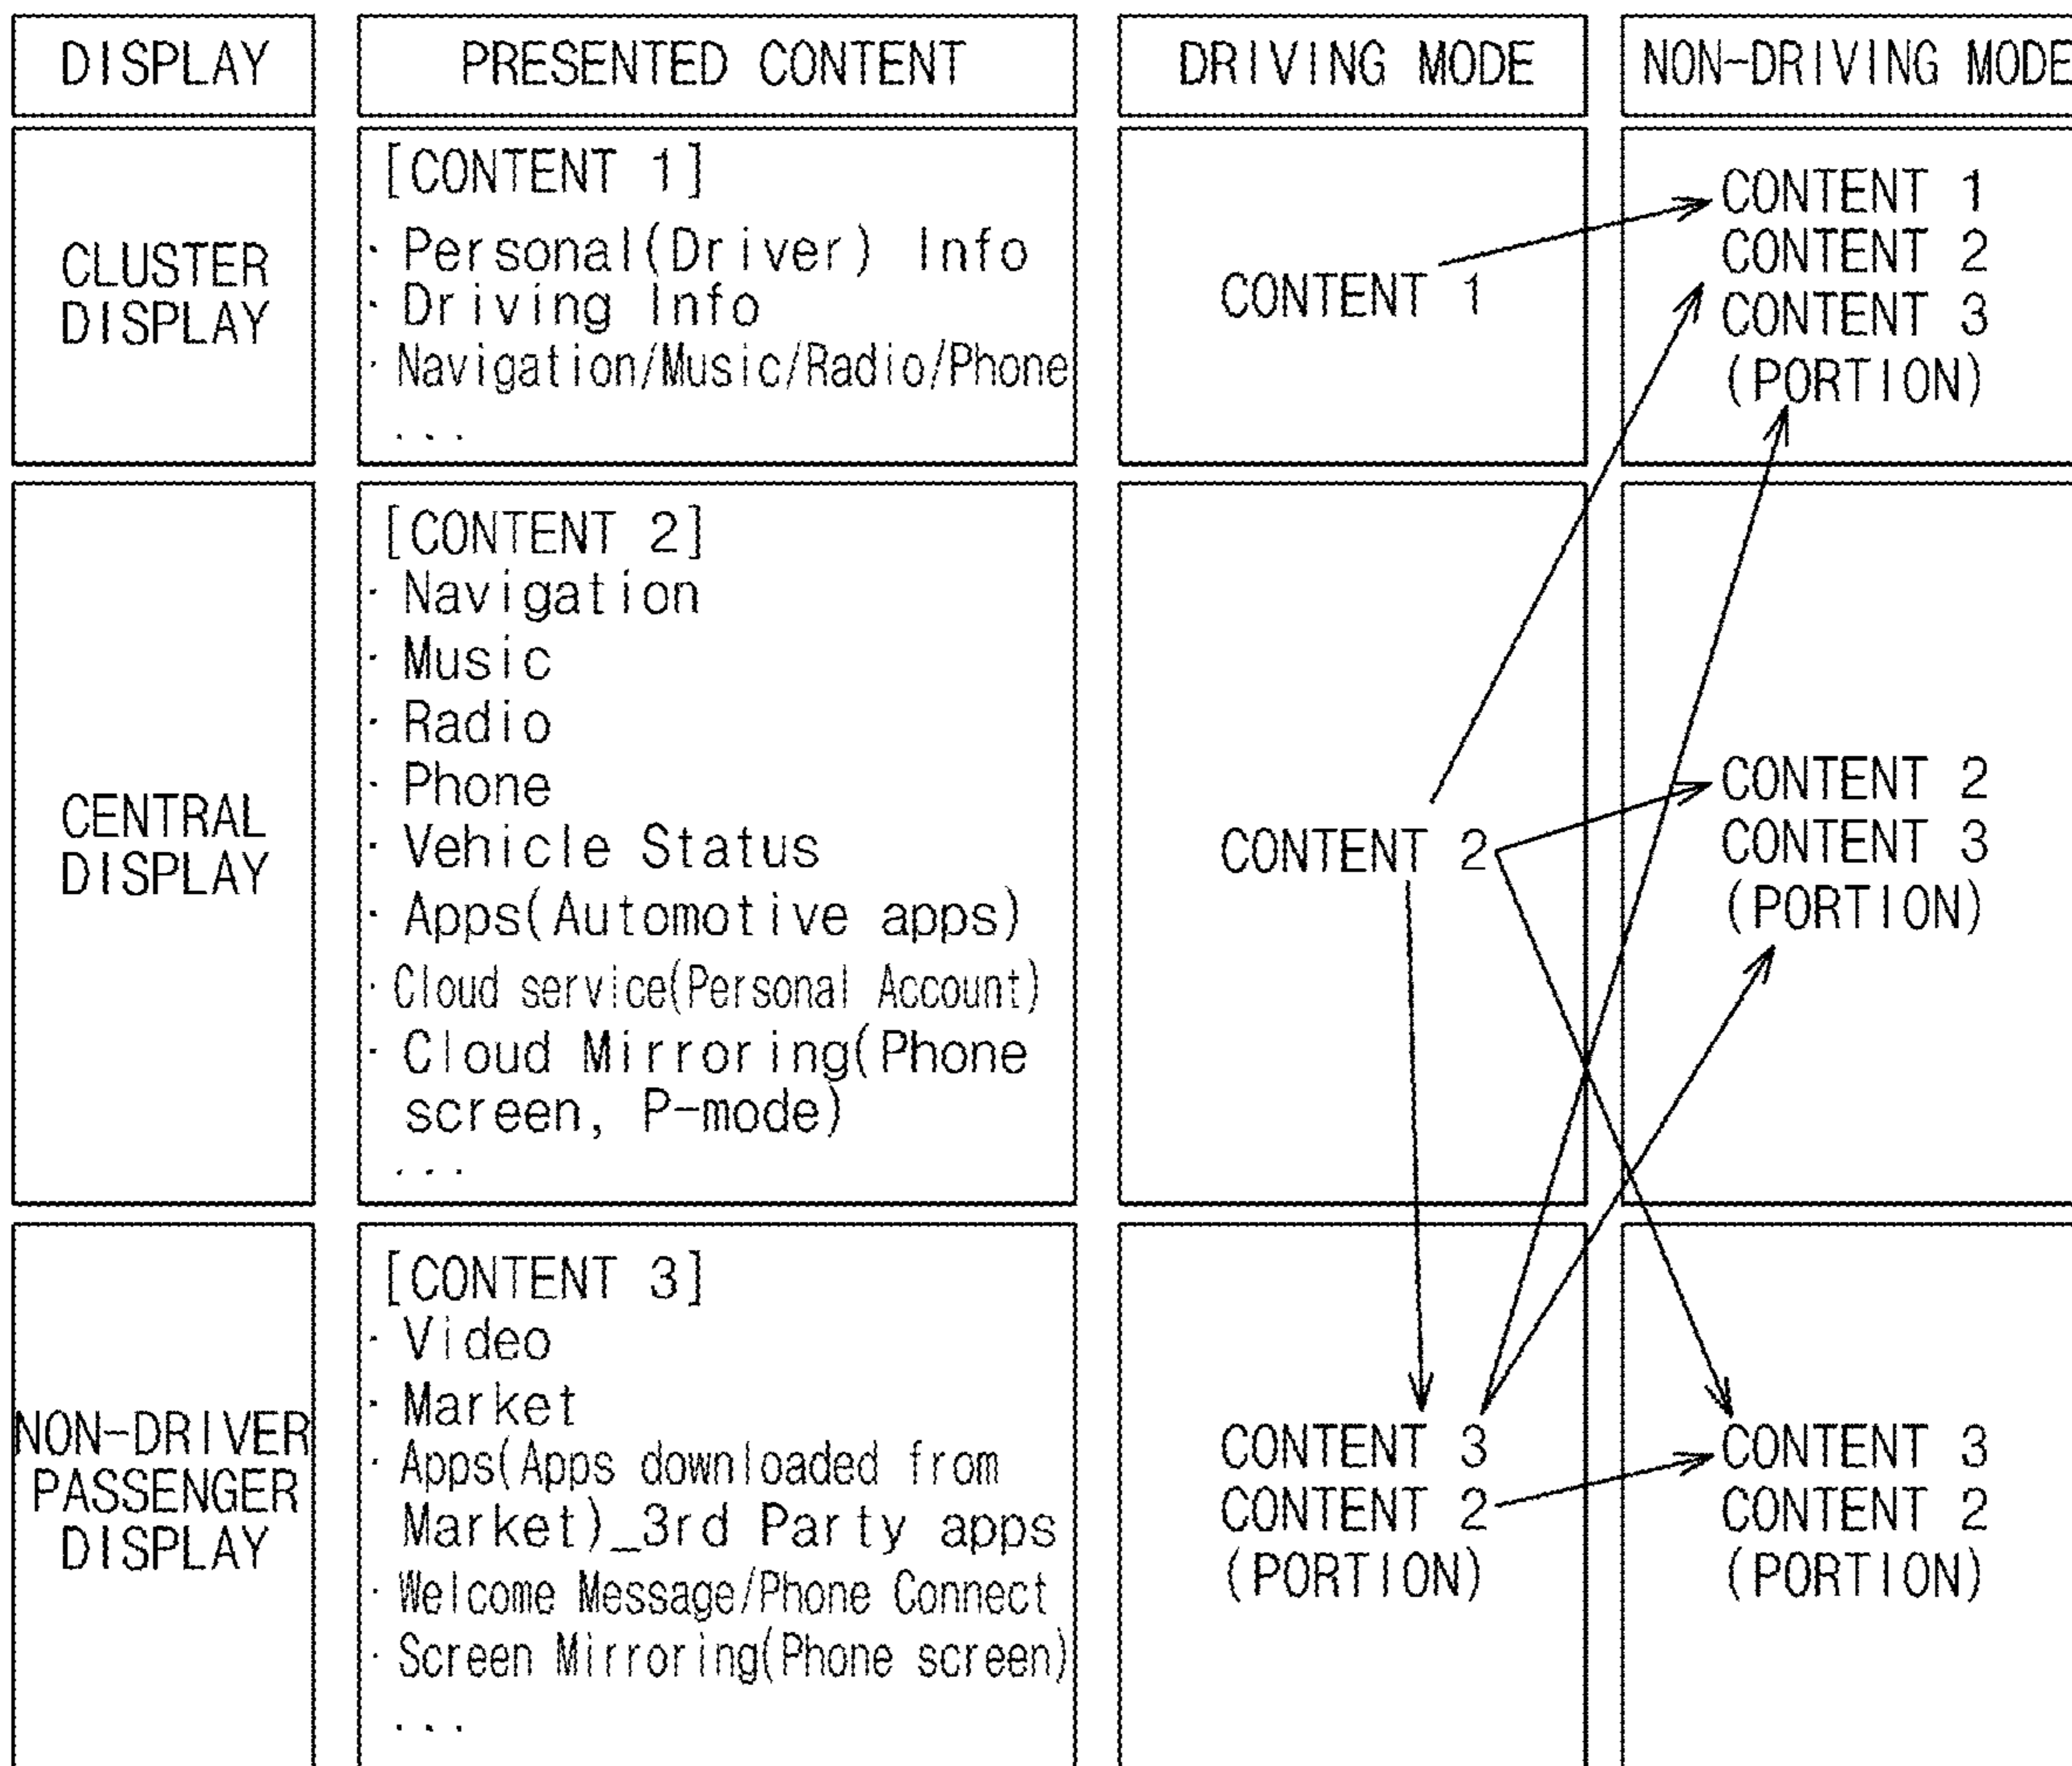 DISPLAY
PRESENTED CONTENT
DRIVING MODE
NON-DRIVING MODE
CLUSTER
DISPLAY
[CONTENT 1]
· Personal(Driver) Info
· Driving Info
· Navigation/Music/Radio/Phone
...
CONTENT 1
CONTENT 1
CONTENT 2
CONTENT 3
(PORTION)
CENTRAL
DISPLAY
[CONTENT 2]
· Navigation
· Music
· Radio
· Phone
· Vehicle Status
· Apps(Automotive apps)
· Cloud service(Personal Account)
· Cloud Mirroring(Phone
screen, P-mode)
...
CONTENT 2
CONTENT 2
CONTENT 3
(PORTION)
NON-DRIVER
PASSENGER
DISPLAY
[CONTENT 3]
· Video
· Market
· Apps(Apps downloaded from
Market)_3rd Party apps
· Welcome Message/Phone Connect
· Screen Mirroring(Phone screen)
...
CONTENT 3
CONTENT 2
(PORTION)
CONTENT 3
CONTENT 2
(PORTION)